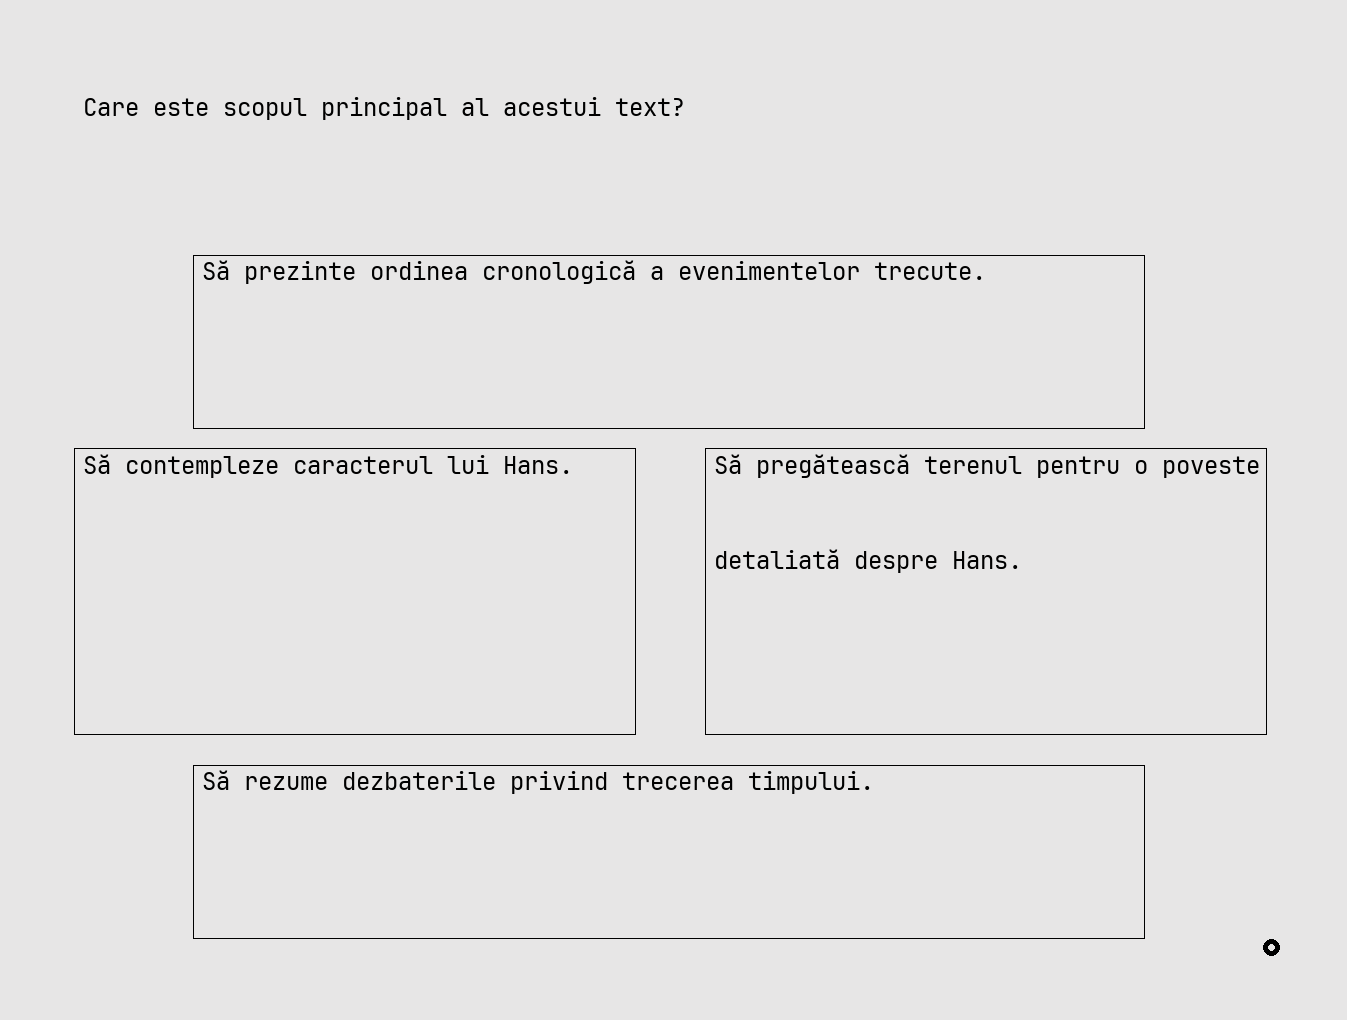 Care este scopul principal al acestui text?
Să prezinte ordinea cronologică a evenimentelor trecute.
Să contempleze caracterul lui Hans.
Să pregătească terenul pentru o poveste
detaliată despre Hans.
Să rezume dezbaterile privind trecerea timpului.